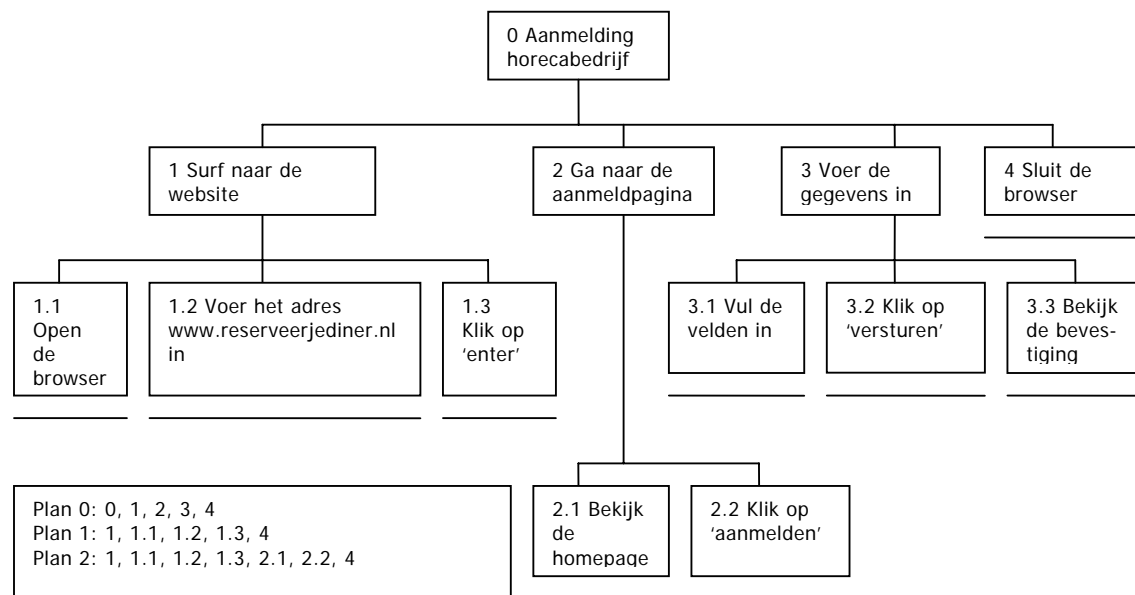 0 Aanmelding
horecabedrijf
1 Surf naar de
website
2 Ga naar de
aanmeldpagina
3 Voer de
gegevens in
4 Sluit de
browser
1.1
Open
de
browser
1.2 Voer het adres
www.reserveerjediner.nl
in
1.3
Klik op
‘enter’
3.1 Vul de
velden in
3.2 Klik op
‘versturen’
3.3 Bekijk
de beves-
tiging
2.1 Bekijk
de
homepage
2.2 Klik op
‘aanmelden’
Plan 0: 0, 1, 2, 3, 4
Plan 1: 1, 1.1, 1.2, 1.3, 4
Plan 2: 1, 1.1, 1.2, 1.3, 2.1, 2.2, 4